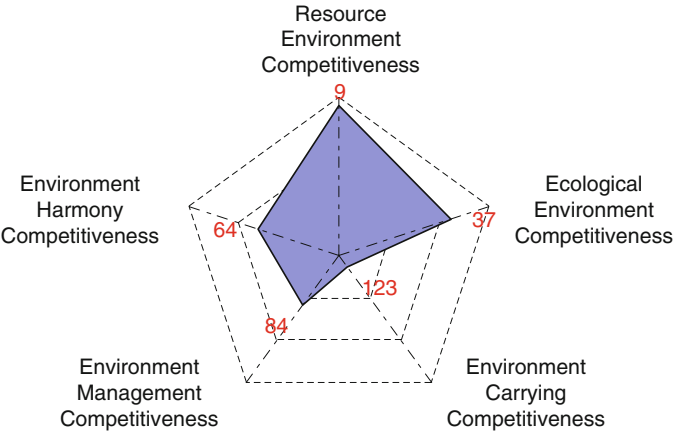 Resource
Environment
Competitiveness
9
Environment
Harmony
Competitiveness
64
Ecological
Environment
Competitiveness
37
123
84
Environment
Management
Competitiveness
Environment
Carrying
Competitiveness